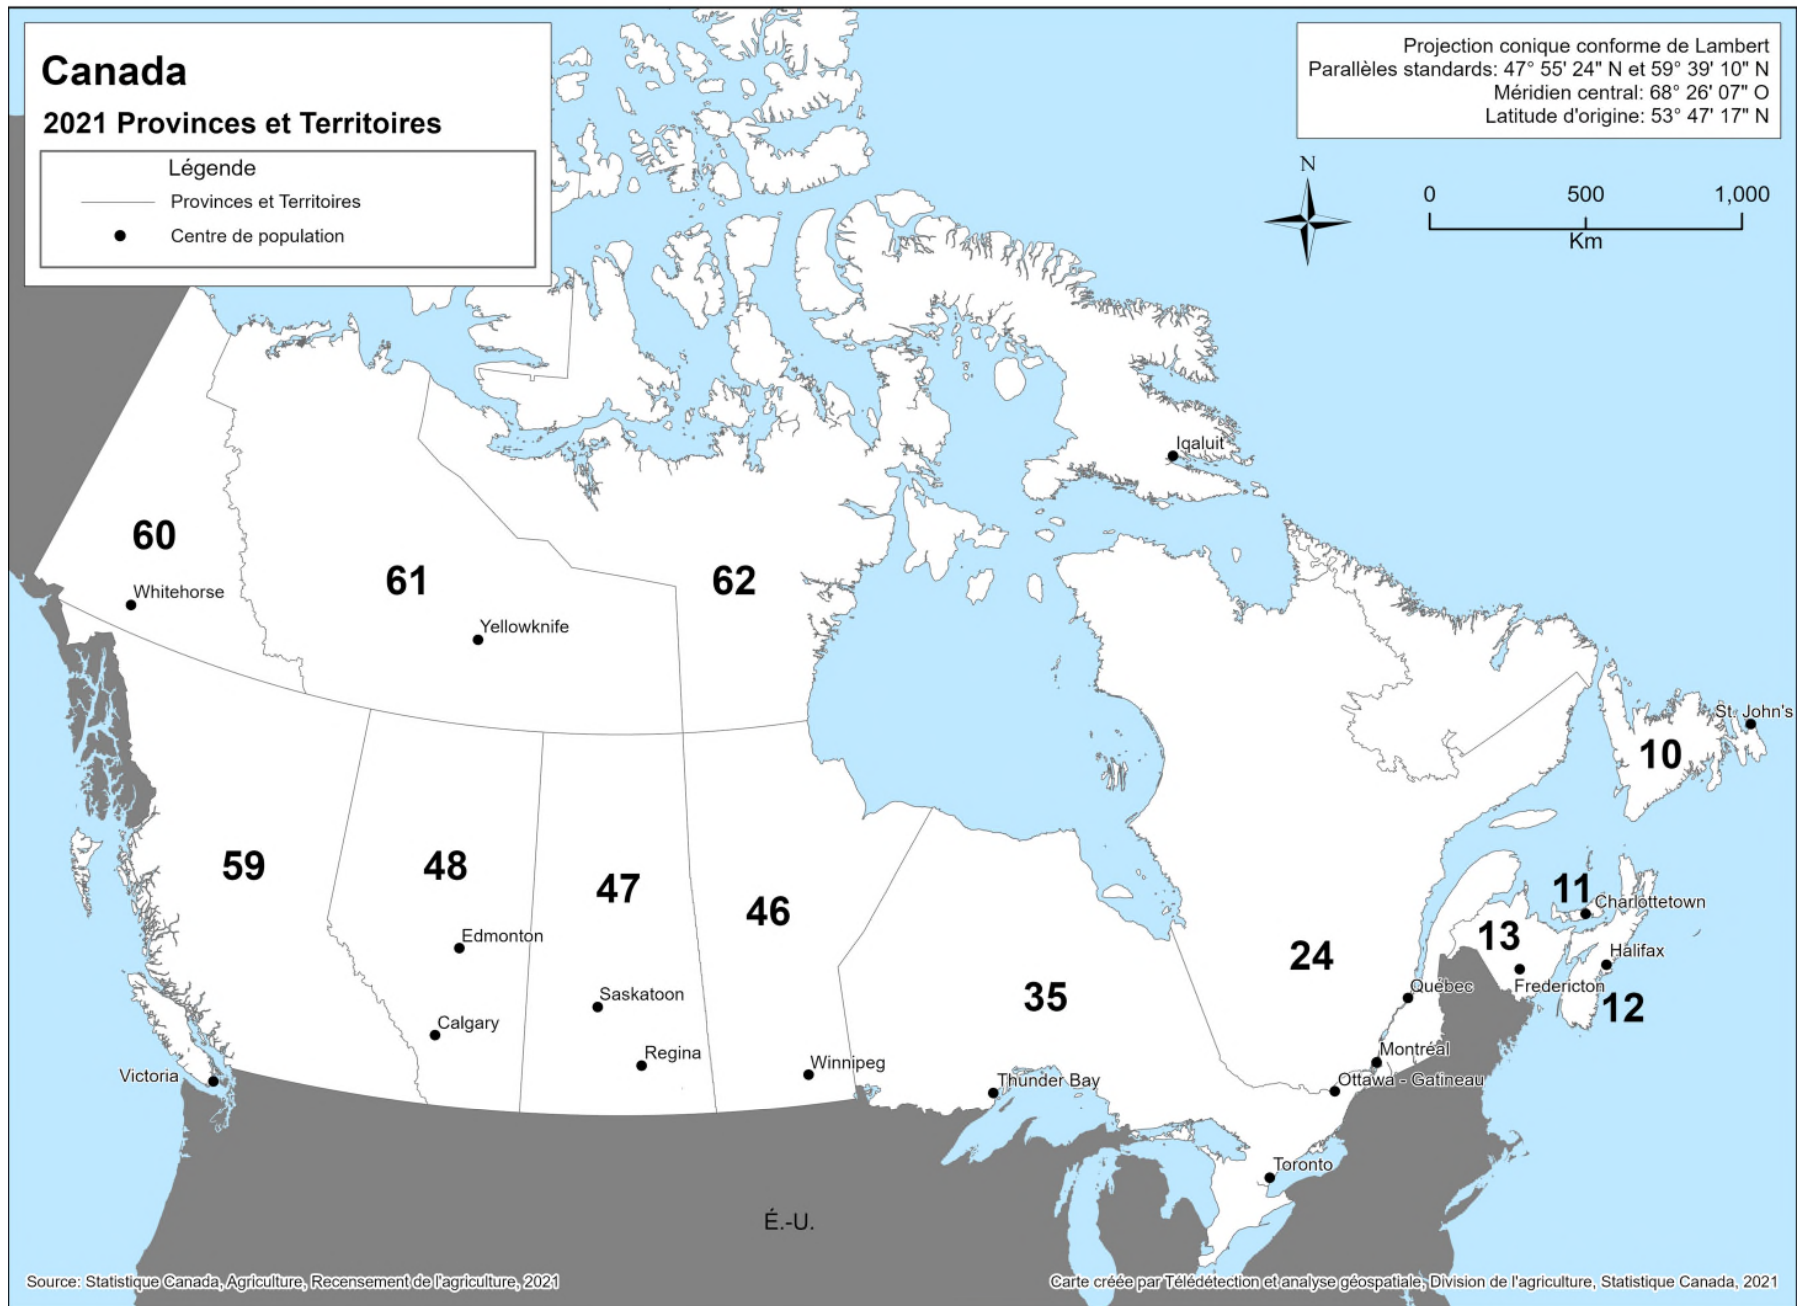 Canada
2021 Provinces et Territoires
Légende
Provinces et Territoires
Centre de population
Projection conique conforme de Lambert
Parallèles standards: 47° 55' 24" N et 59° 39' 10" N
Méridien central: 68° 26' 07" O
Latitude d'origine: 53° 47' 17" N
N
0 500 1,000
Km
Iqaluit
60
61
62
Whitehorse
Yellowknife
St. John's
10
59
48
47
46
11
Charlottetown
13
Edmonton
Halifax
24
Québec
Fredericton
12
35
Saskatoon
Calgary
Regina
Winnipeg
Montréal
Victoria
Thunder Bay
Ottawa - Gatineau
Toronto
É.-U.
Source: Statistique Canada, Agriculture, Recensement de l'agriculture, 2021
Carte créée par Télédétection et analyse géospatiale, Division de l'agriculture, Statistique Canada, 2021